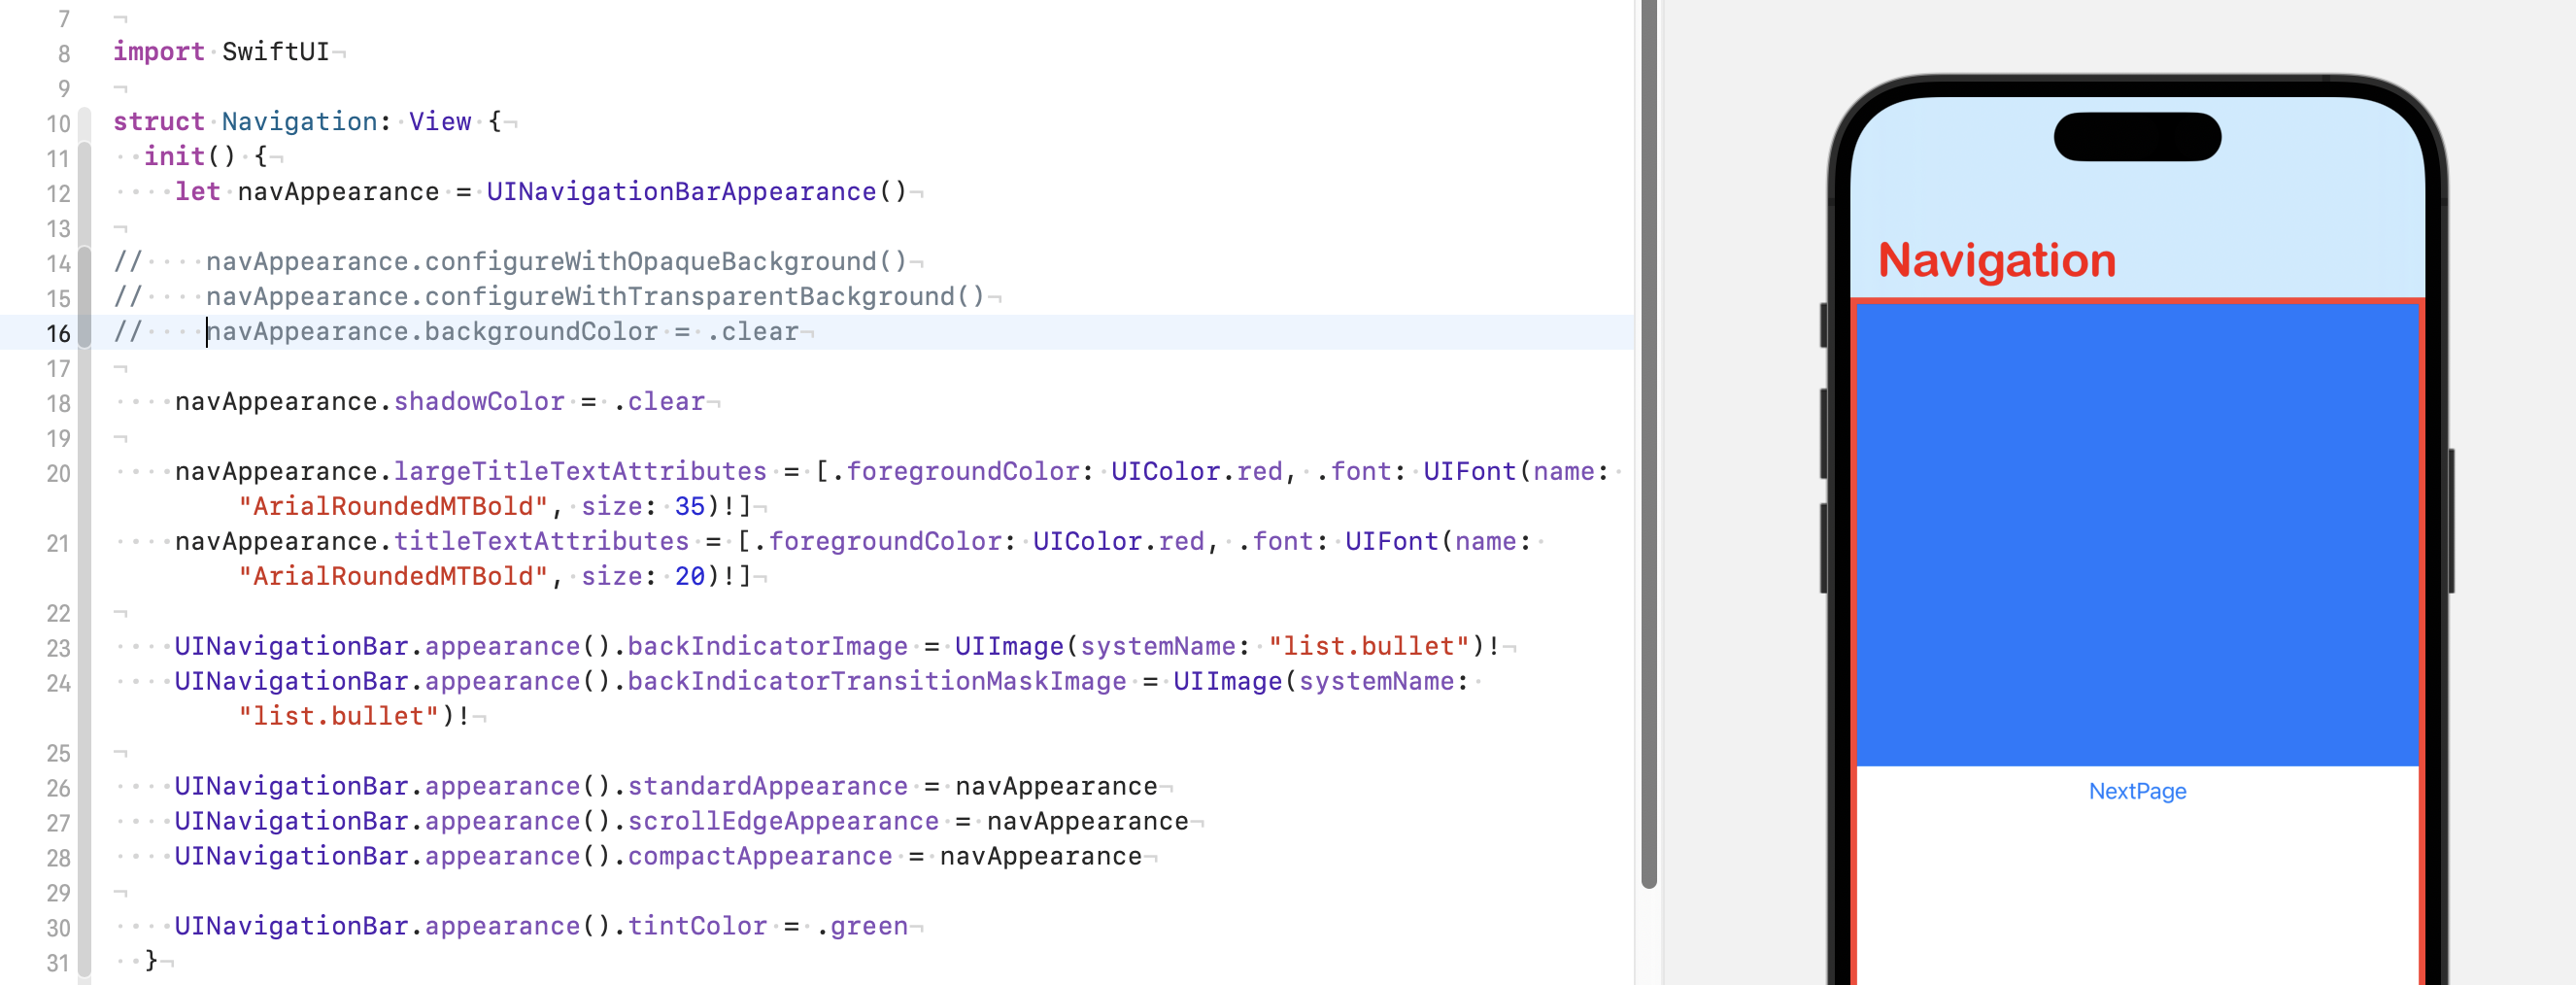 7
8 import SwiftUI
9
10 struct Navigation: View {
11   init() {
12     let navAppearance = UINavigationBarAppearance()
13
14 //    navAppearance.configureWithOpaqueBackground()
15 //    navAppearance.configureWithTransparentBackground()
16 //    navAppearance.backgroundColor = .clear
17
18     navAppearance.shadowColor = .clear
19
20     navAppearance.largeTitleTextAttributes = [.foregroundColor: UIColor.red, .font: UIFont(name:
"ArialRoundedMTBold", size: 35)!]
21     navAppearance.titleTextAttributes = [.foregroundColor: UIColor.red, .font: UIFont(name:
"ArialRoundedMTBold", size: 20)!]
22
23     UINavigationBar.appearance().backIndicatorImage = UIImage(systemName: "list.bullet")!
24     UINavigationBar.appearance().backIndicatorTransitionMaskImage = UIImage(systemName:
"list.bullet")!
25
26     UINavigationBar.appearance().standardAppearance = navAppearance
27     UINavigationBar.appearance().scrollEdgeAppearance = navAppearance
28     UINavigationBar.appearance().compactAppearance = navAppearance
29
30     UINavigationBar.appearance().tintColor = .green
31   }
Navigation
NextPage